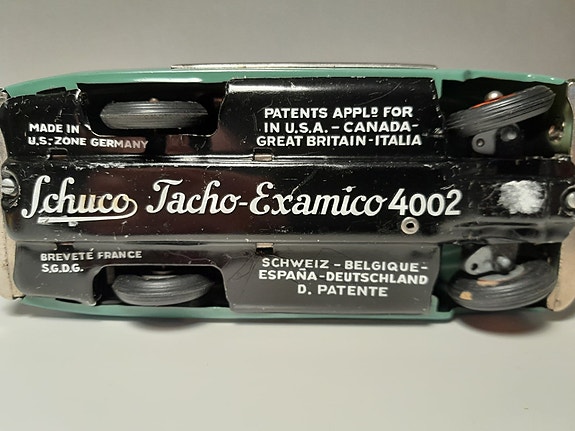 MADE IN
U.S.-ZONE GERMANY
PATENTS APPLD FOR
IN U.S.A. – CANADA-
GREAT BRITAIN - ITALIA
Schuco Tacho-Examico 4002
BREVETÉ FRANCE
S.G.D.G.
SCHWEIZ – BELGIQUE-
ESPAÑA-DEUTSCHLAND
D. PATENTE